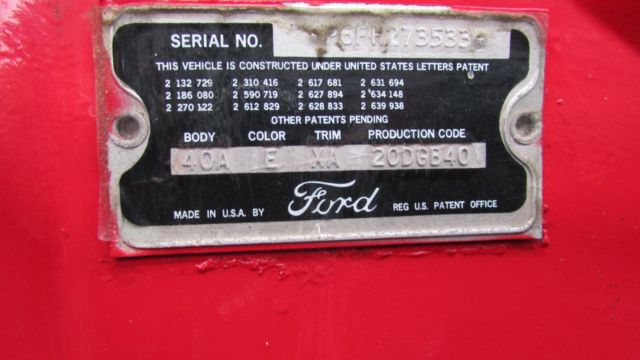 SERIAL NO. P6FH273533
THIS VEHICLE IS CONSTRUCTED UNDER UNITED STATES LETTERS PATENT
2 132 729 2 310 416 2 617 681 2 631 694
2 186 080 2 590 719 2 627 894 2 634 148
2 270 122 2 612 829 2 628 833 2 639 938
OTHER PATENTS PENDING
BODY COLOR TRIM PRODUCTION CODE
40A E XA 20DGB40
MADE IN U.S.A. BY Ford REG U.S. PATENT OFFICE